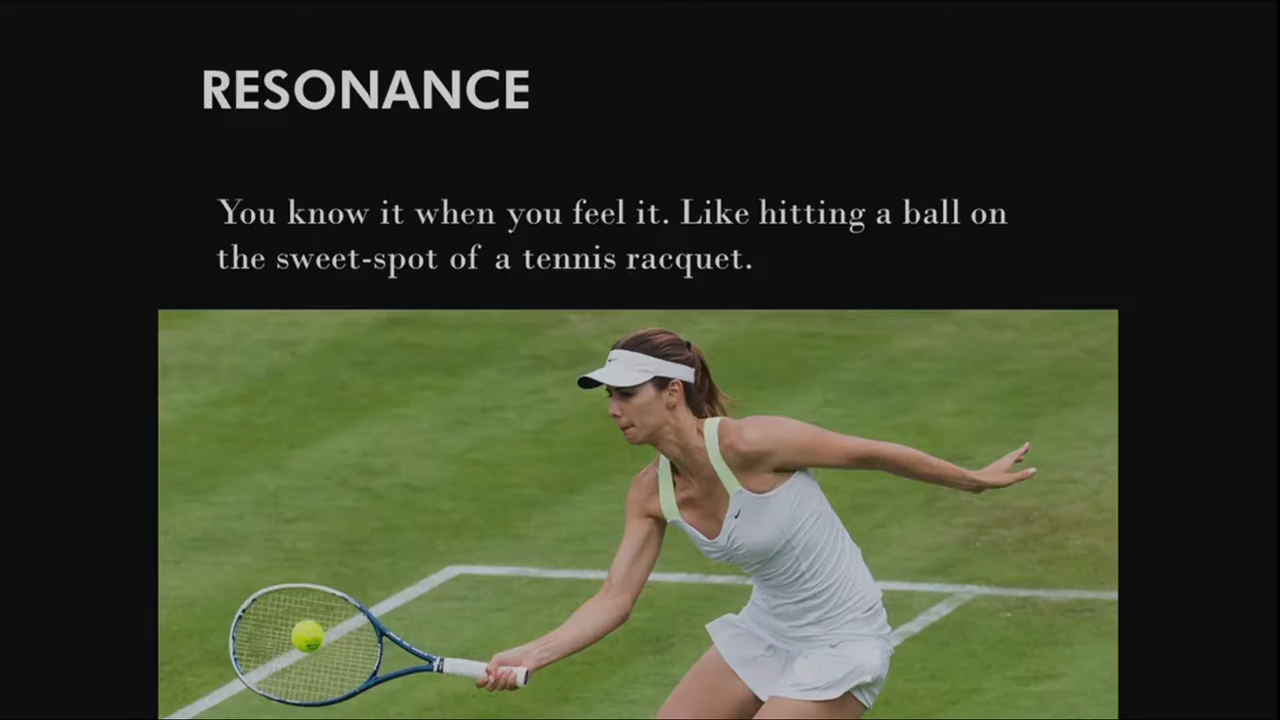 RESONANCE
You know it when you feel it. Like hitting a ball on
the sweet-spot of a tennis racquet.